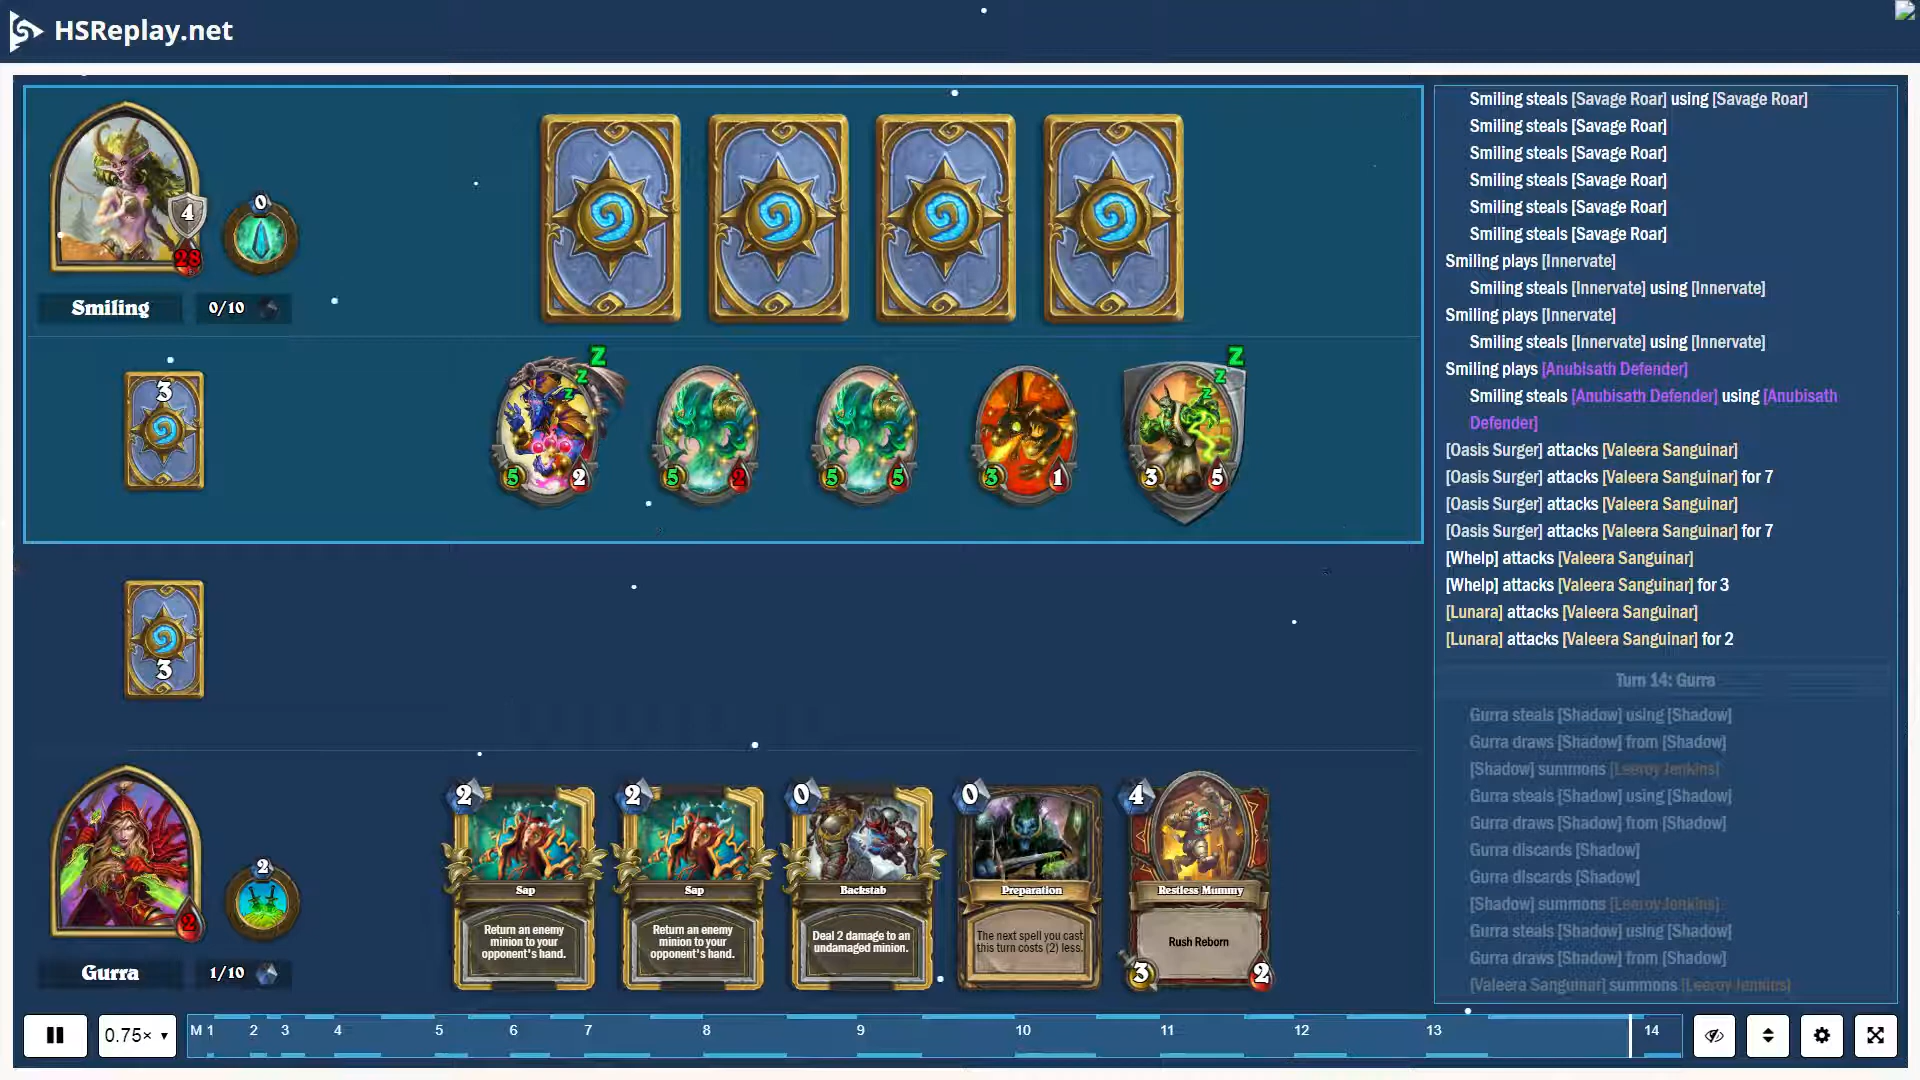 HSReplay.net
4
0
28
Smiling
0/10
3
Z
Z
Z
5
2
5
2
5
5
3
1
Z
Z
Z
3
5
3
2
2
Gurra
1/10
2
Sap
Return an enemy
minion to your
opponent's hand.
2
Sap
Return an enemy
minion to your
opponent's hand.
0
Backstab
Deal 2 damage to an
undamaged minion.
0
Preparation
The next spell you cast
this turn costs (2) less.
4
Restless Mummy
Rush Reborn
3
2
Smiling steals [Savage Roar] using [Savage Roar]
Smiling steals [Savage Roar]
Smiling steals [Savage Roar]
Smiling steals [Savage Roar]
Smiling steals [Savage Roar]
Smiling steals [Savage Roar]
Smiling plays [Innervate]
Smiling steals [Innervate] using [Innervate]
Smiling plays [Innervate]
Smiling steals [Innervate] using [Innervate]
Smiling plays [Anubisath Defender]
Smiling steals [Anubisath Defender] using [Anubisath
Defender]
[Oasis Surger] attacks [Valeera Sanguinar]
[Oasis Surger] attacks [Valeera Sanguinar] for 7
[Oasis Surger] attacks [Valeera Sanguinar]
[Oasis Surger] attacks [Valeera Sanguinar] for 7
[Whelp] attacks [Valeera Sanguinar]
[Whelp] attacks [Valeera Sanguinar] for 3
[Lunara] attacks [Valeera Sanguinar]
[Lunara] attacks [Valeera Sanguinar] for 2
Turn 14: Gurra
Gurra steals [Shadow] using [Shadow]
Gurra draws [Shadow] from [Shadow]
[Shadow] summons [Leeroy Jenkins]
Gurra steals [Shadow] using [Shadow]
Gurra draws [Shadow] from [Shadow]
Gurra discards [Shadow]
Gurra discards [Shadow]
[Shadow] summons [Leeroy Jenkins]
Gurra steals [Shadow] using [Shadow]
Gurra draws [Shadow] from [Shadow]
[Valeera Sanguinar] summons [Leeroy Jenkins]
0.75× ▾
M 1 2 3 4 5 6 7 8 9 10 11 12 13 14